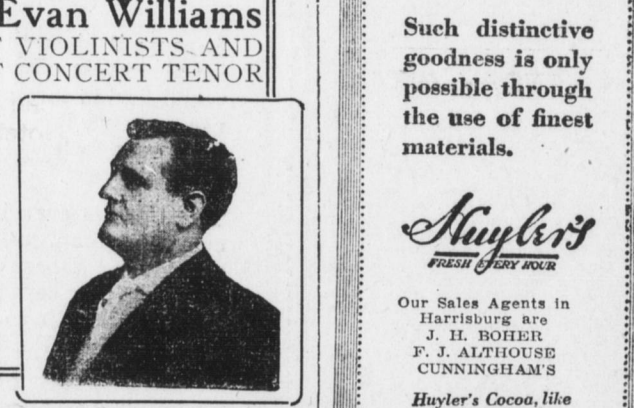 Evan Williams
VIOLINISTS AND
CONCERT TENOR
Such distinctive
goodness is only
possible through
the use of finest
materials.
Huyler's
FRESH EVERY HOUR
Our Sales Agents in
Harrisburg are
J. H. BOHER
F. J. ALTHOUSE
CUNNINGHAM'S
Huyler's Cocoa, like